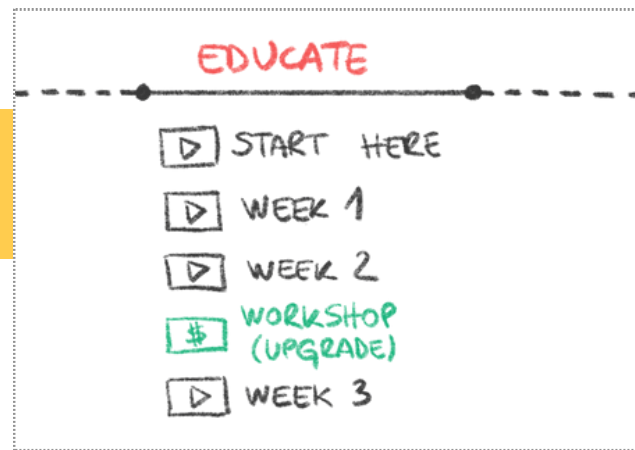 EDUCATE
START HERE
WEEK 1
WEEK 2
$ WORKSHOP
(UPGRADE)
WEEK 3